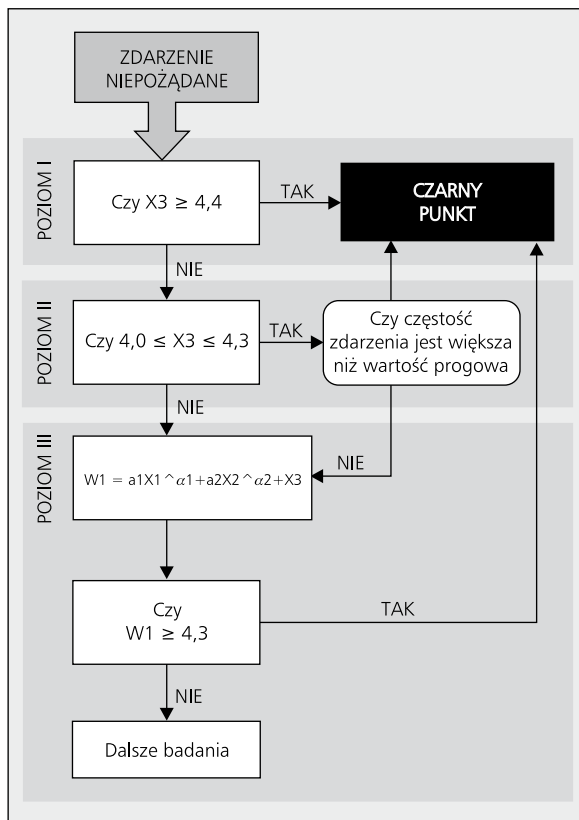 ZDARZENIE
NIEPOŻĄDANE
POZIOM I
Czy X3 ≥ 4,4
TAK
CZARNY
PUNKT
NIE
POZIOM II
Czy 4,0 ≤ X3 ≤ 4,3
TAK
Czy częstość
zdarzenia jest większa
niż wartość progowa
NIE
POZIOM III
W1 = a1X1^α1+a2X2^α2+X3
NIE
Czy
W1 ≥ 4,3
TAK
NIE
Dalsze badania